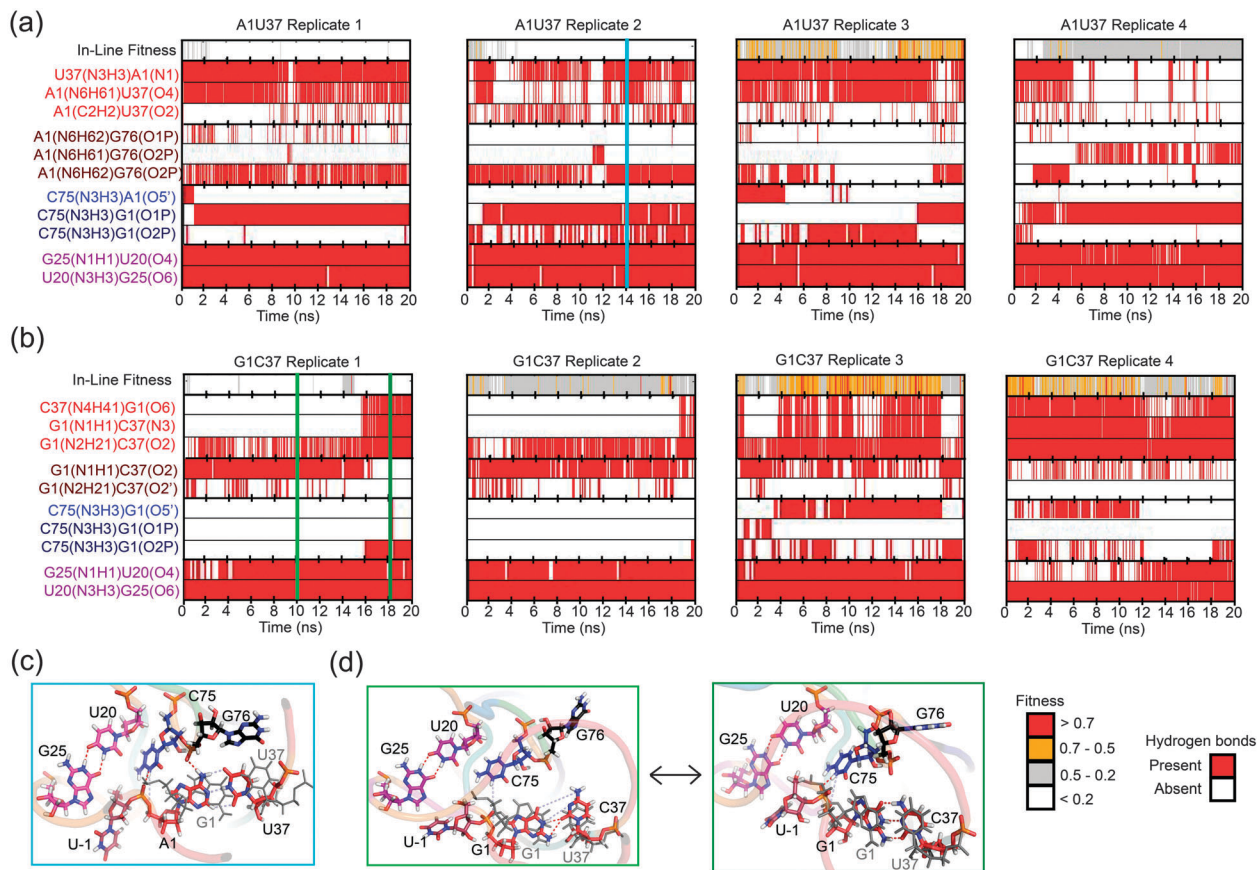 (a)
A1U37 Replicate 1
A1U37 Replicate 2
A1U37 Replicate 3
A1U37 Replicate 4
In-Line Fitness
U37(N3H3)A1(N1)
A1(N6H61)U37(O4)
A1(C2H2)U37(O2)
A1(N6H62)G76(O1P)
A1(N6H61)G76(O2P)
A1(N6H62)G76(O2P)
C75(N3H3)A1(O5')
C75(N3H3)G1(O1P)
C75(N3H3)G1(O2P)
G25(N1H1)U20(O4)
U20(N3H3)G25(O6)
0 2 4 6 8 10 12 14 16 18 20
0 2 4 6 8 10 12 14 16 18 20
0 2 4 6 8 10 12 14 16 18 20
0 2 4 6 8 10 12 14 16 18 20
Time (ns)
Time (ns)
Time (ns)
Time (ns)
(b)
G1C37 Replicate 1
G1C37 Replicate 2
G1C37 Replicate 3
G1C37 Replicate 4
In-Line Fitness
C37(N4H41)G1(O6)
G1(N1H1)C37(N3)
G1(N2H21)C37(O2)
G1(N1H1)C37(O2)
G1(N2H21)C37(O2')
C75(N3H3)G1(O5')
C75(N3H3)G1(O1P)
C75(N3H3)G1(O2P)
G25(N1H1)U20(O4)
U20(N3H3)G25(O6)
0 2 4 6 8 10 12 14 16 18 20
0 2 4 6 8 10 12 14 16 18 20
0 2 4 6 8 10 12 14 16 18 20
0 2 4 6 8 10 12 14 16 18 20
Time (ns)
Time (ns)
Time (ns)
Time (ns)
(c)
C75
U20
G76
G25
U37
G1
U37
U-1
A1
(d)
U20
G76
G25
C75
C37
U-1
G1
G1
U37
U20
G76
G25
C75
U-1
C37
G1
G1
U37
Fitness
> 0.7
0.7 - 0.5
0.5 - 0.2
< 0.2
Hydrogen bonds
Present
Absent